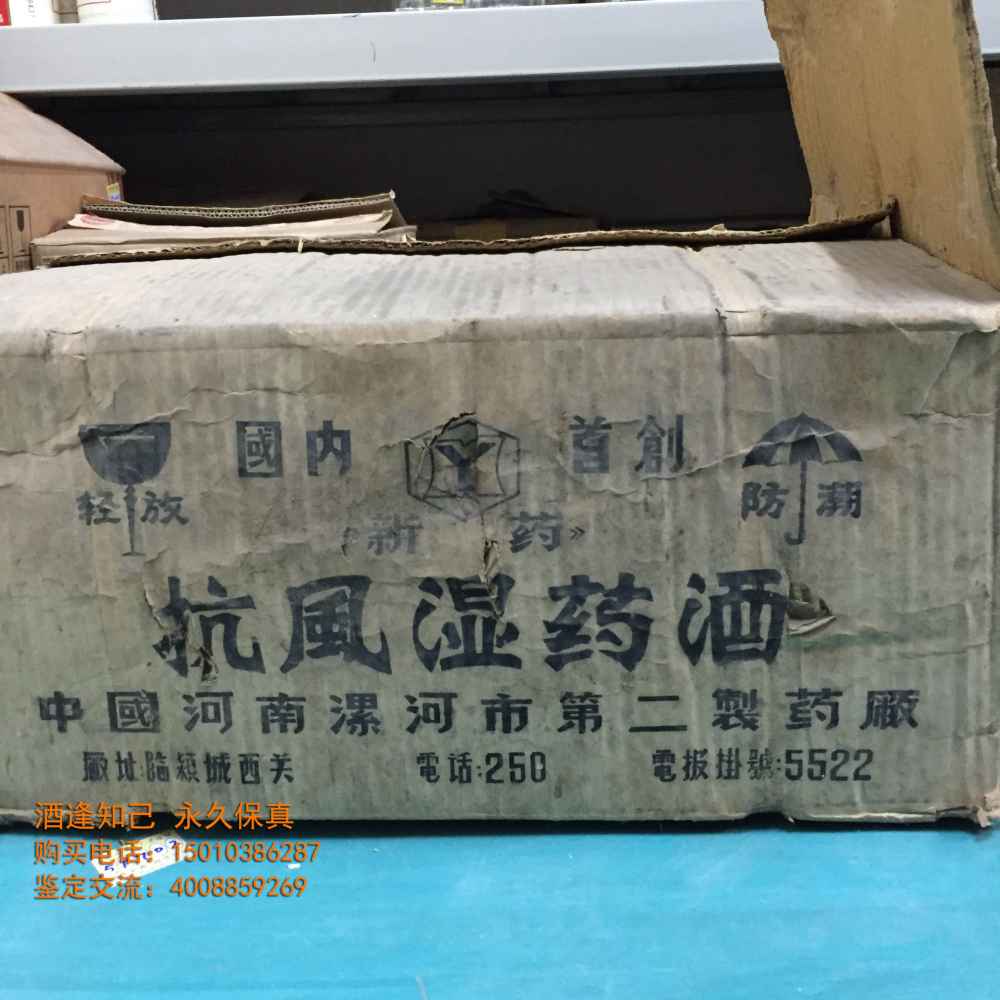 國内 首創
轻放
防潮
《新药》
抗風湿药酒
中國河南漯河市第二製药廠
廠址:臨穎城西关 電话:250 電报掛號:5522
酒逢知己 永久保真
购买电话：15010386287
鉴定交流：4008859269